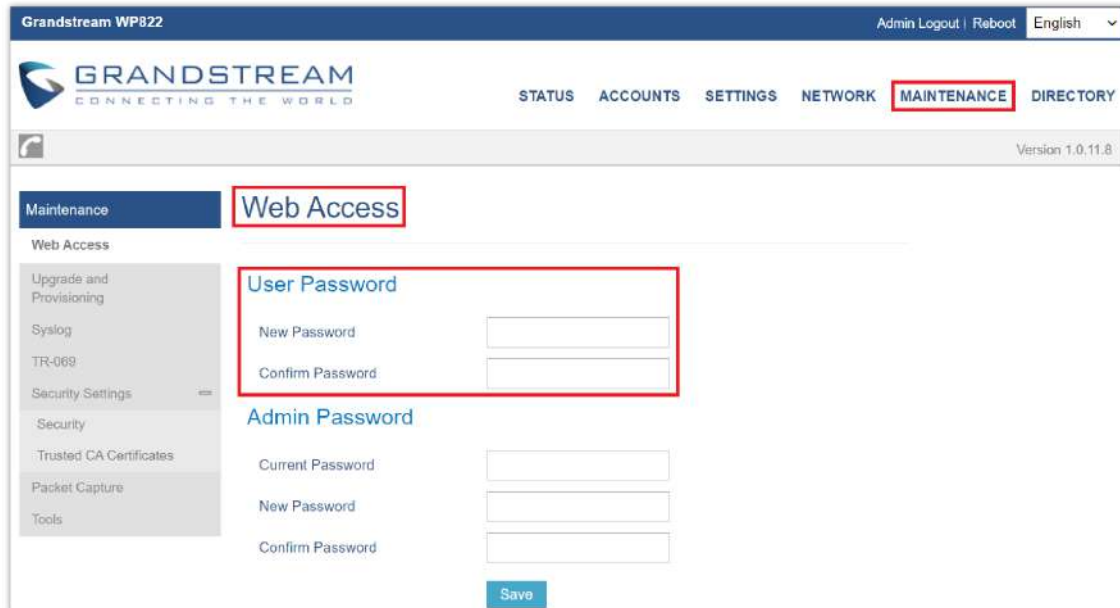 Grandstream WP822
Admin Logout | Reboot English
GRANDSTREAM
CONNECTING THE WORLD
STATUS ACCOUNTS SETTINGS NETWORK MAINTENANCE DIRECTORY
Version 1.0.11.8
Maintenance
Web Access
Upgrade and
Provisioning
Syslog
TR-069
Security Settings
Security
Trusted CA Certificates
Packet Capture
Tools
Web Access
User Password
New Password
Confirm Password
Admin Password
Current Password
New Password
Confirm Password
Save